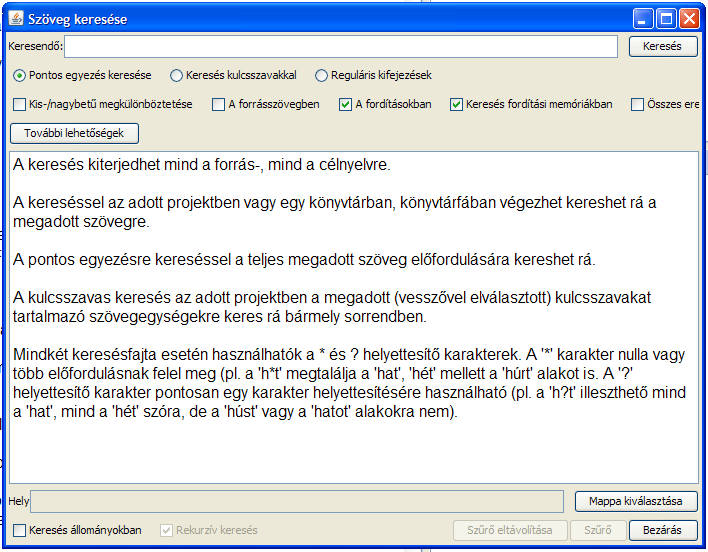 Szöveg keresése
Keresendő:
Keresés
Pontos egyezés keresése Keresés kulcsszavakkal Reguláris kifejezések
Kis-/nagybetű megkülönböztetése A forrásszövegben A fordításokban Keresés fordítási memóriákban Összes ere
További lehetőségek
A keresés kiterjedhet mind a forrás-, mind a célnyelvre.
A kereséssel az adott projektben vagy egy könyvtárban, könyvtárfában végezhet kereshet rá a
megadott szövegre.
A pontos egyezésre kereséssel a teljes megadott szöveg előfordulására kereshet rá.
A kulcsszavas keresés az adott projektben a megadott (vesszővel elválasztott) kulcsszavakat
tartalmazó szövegegységekre keres rá bármely sorrendben.
Mindkét keresésfajta esetén használhatók a * és ? helyettesítő karakterek. A '*' karakter nulla vagy
több előfordulásnak felel meg (pl. a 'h*t' megtalálja a 'hat', 'hét' mellett a 'húrt' alakot is. A '?'
helyettesítő karakter pontosan egy karakter helyettesítésére használható (pl. a 'h?t' illeszthető mind
a 'hat', mind a 'hét' szóra, de a 'húst' vagy a 'hatot' alakokra nem).
Hely
Mappa kiválasztása
Keresés állományokban Rekurzív keresés Szűrő eltávolítása Szűrő Bezárás